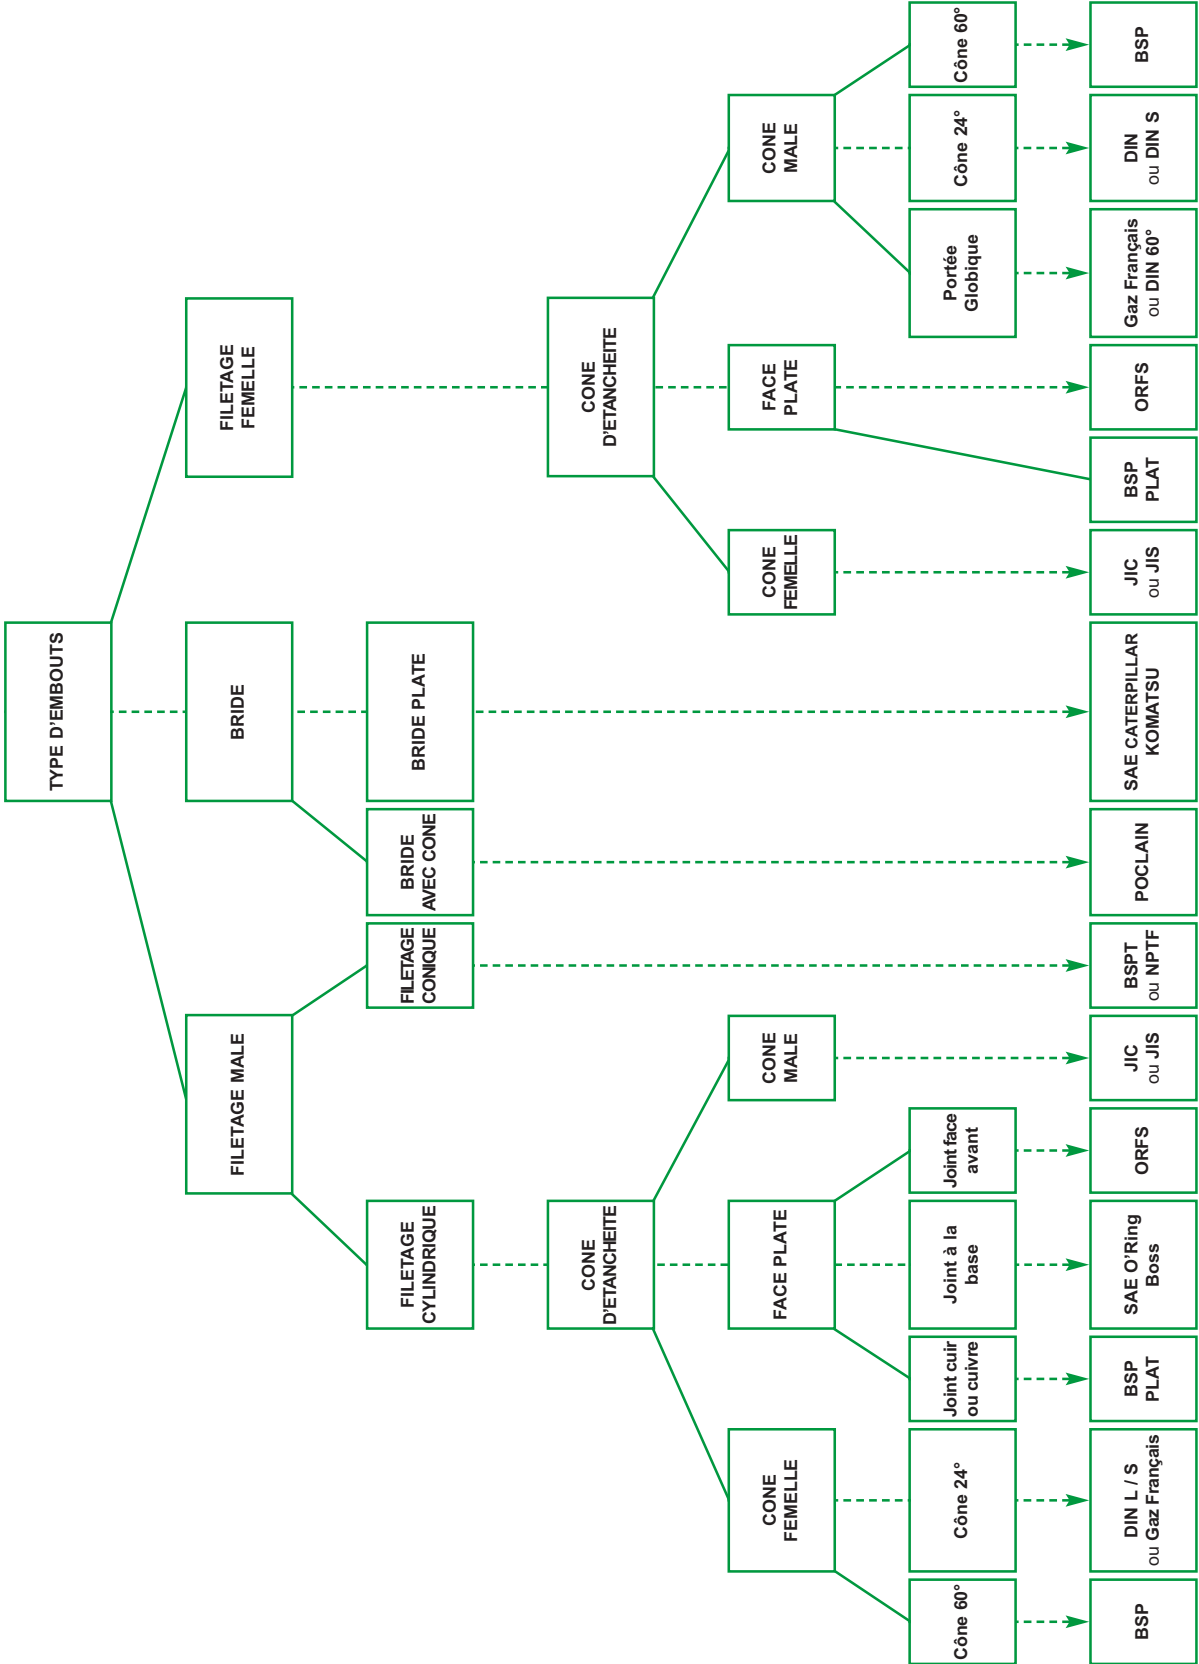 TYPE D'EMBOUTS
FILETAGE MALE
BRIDE
FILETAGE
FEMELLE
FILETAGE
CYLINDRIQUE
FILETAGE
CONIQUE
BRIDE
AVEC CONE
BRIDE PLATE
CONE
D'ETANCHEITE
CONE
D'ETANCHEITE
CONE
FEMELLE
FACE PLATE
CONE
MALE
CONE
FEMELLE
FACE
PLATE
CONE
MALE
Cône 60°
Cône 24°
Joint cuir
ou cuivre
Joint à la
base
Joint face
avant
Portée
Globique
Cône 24°
Cône 60°
BSP
DIN L / S
ou Gaz Français
BSP
PLAT
SAE O'Ring
Boss
ORFS
JIC
ou JIS
BSPT
ou NPTF
POCLAIN
SAE CATERPILLAR
KOMATSU
JIC
ou JIS
BSP
PLAT
ORFS
Gaz Français
ou DIN 60°
DIN
ou DIN S
BSP